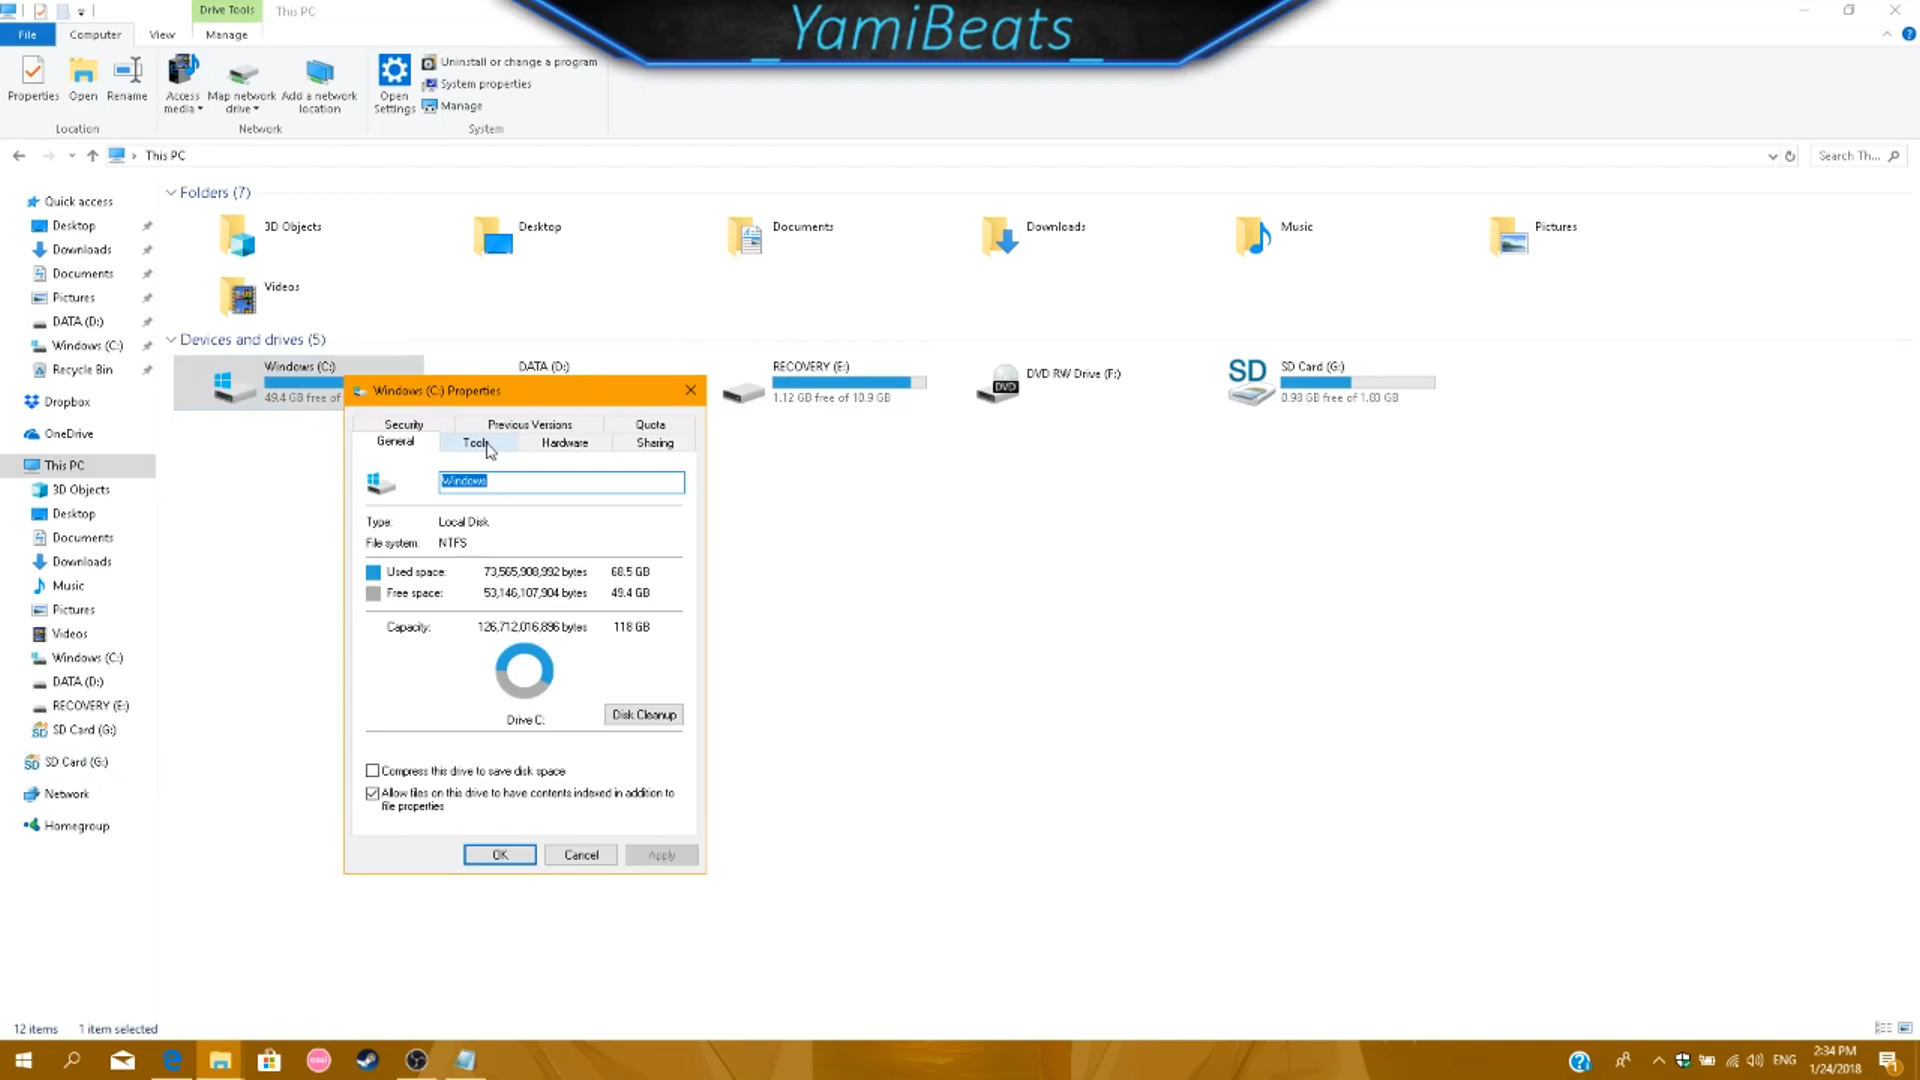 Drive Tools
This PC
YamiBeats
File
Computer
View
Manage
Properties
Open
Rename
Access media
Map network drive
Add a network location
Open Settings
Uninstall or change a program
System properties
Manage
Location
Network
System
This PC
Search Th...
Quick access
Desktop
Downloads
Documents
Pictures
DATA (D:)
Windows (C:)
Recycle Bin
Dropbox
OneDrive
This PC
3D Objects
Desktop
Documents
Downloads
Music
Pictures
Videos
Windows (C:)
DATA (D:)
RECOVERY (E:)
SD Card (G:)
SD Card (G:)
Network
Homegroup
Folders (7)
3D Objects
Desktop
Documents
Downloads
Music
Pictures
Videos
Devices and drives (5)
Windows (C:)
49.4 GB free of
DATA (D:)
RECOVERY (E:)
1.12 GB free of 10.9 GB
DVD
DVD RW Drive (F:)
SD
SD Card (G:)
0.98 GB free of 1.83 GB
Windows (C:) Properties
Security
Previous Versions
Quota
General
Tools
Hardware
Sharing
Windows
Type:
Local Disk
File system:
NTFS
Used space:
73,565,908,992 bytes
68.5 GB
Free space:
53,146,107,904 bytes
49.4 GB
Capacity:
126,712,016,896 bytes
118 GB
Drive C:
Disk Cleanup
Compress this drive to save disk space
Allow files on this drive to have contents indexed in addition to
file properties
OK
Cancel
Apply
12 items
1 item selected
osu!
ENG
2:34 PM
1/24/2018
1